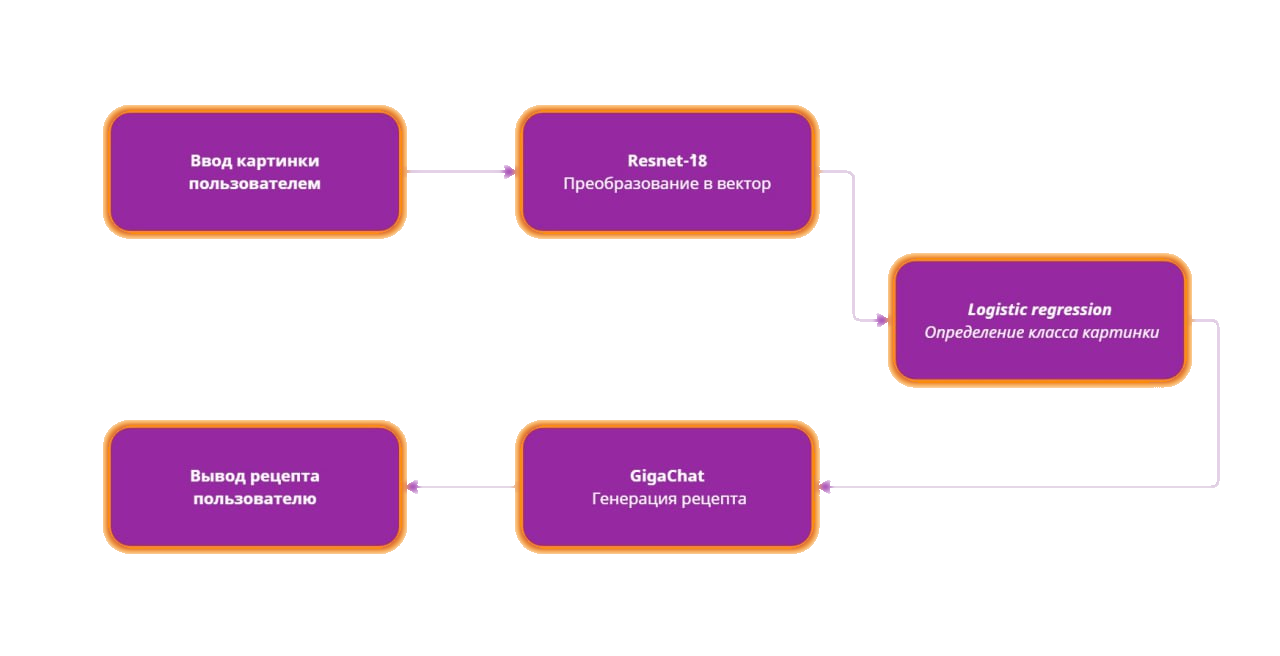 Ввод картинки
пользователем
Resnet-18
Преобразование в вектор
Logistic regression
Определение класса картинки
GigaChat
Генерация рецепта
Вывод рецепта
пользователю